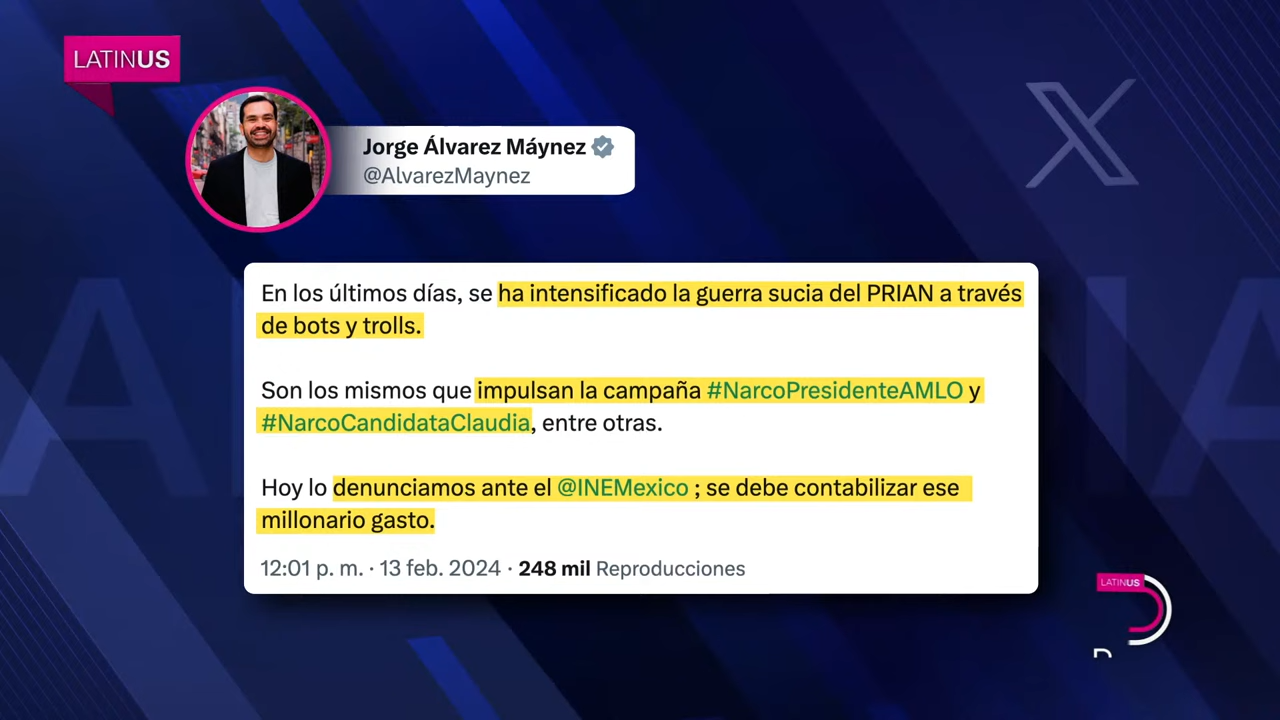 LATINUS
Jorge Álvarez Máynez
@AlvarezMaynez
En los últimos días, se ha intensificado la guerra sucia del PRIAN a través
de bots y trolls.
Son los mismos que impulsan la campaña #NarcoPresidenteAMLO y
#NarcoCandidataClaudia, entre otras.
Hoy lo denunciamos ante el @INEMexico ; se debe contabilizar ese
millonario gasto.
12:01 p. m. · 13 feb. 2024 · 248 mil Reproducciones
LATINUS